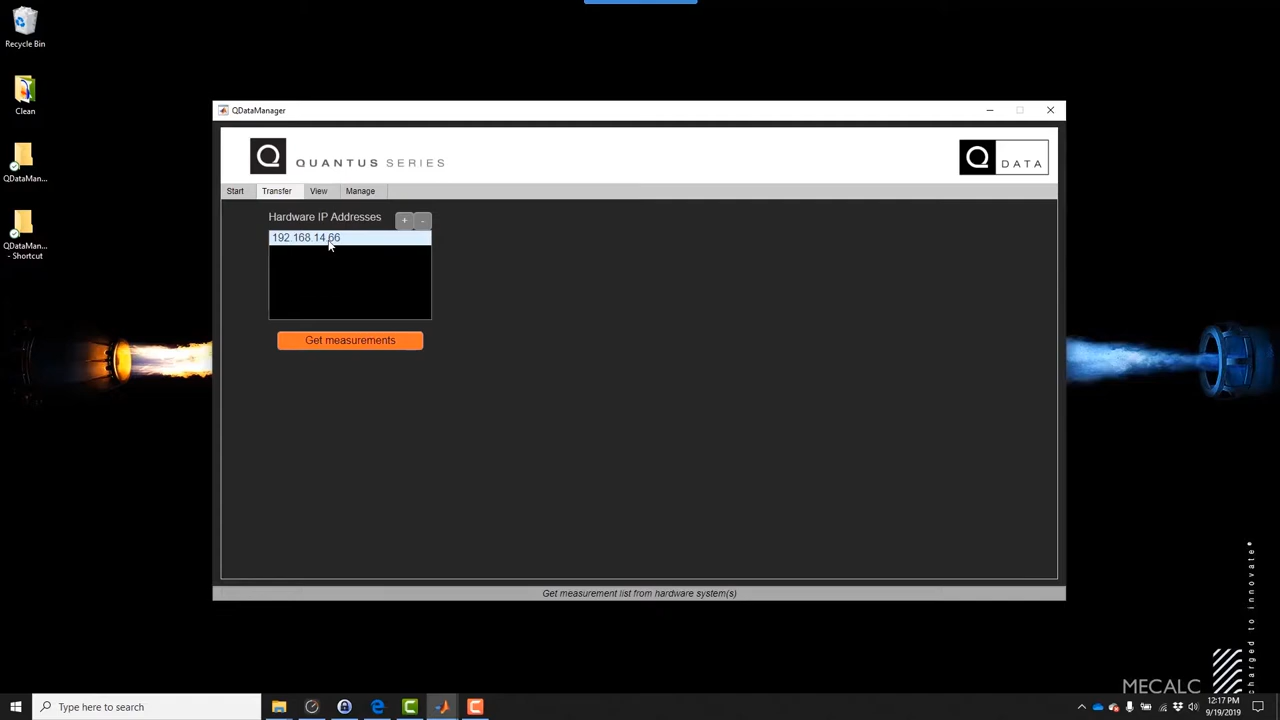 Recycle Bin
Clean
QDataMan...
QDataMan...
- Shortcut
QDataManager
Q QUANTUS SERIES
Q DATA
Start Transfer View Manage
Hardware IP Addresses + -
192.168.14.66
Get measurements
Get measurement list from hardware system(s)
charged to innovate*
MECALC
Type here to search
12:17 PM
9/19/2019